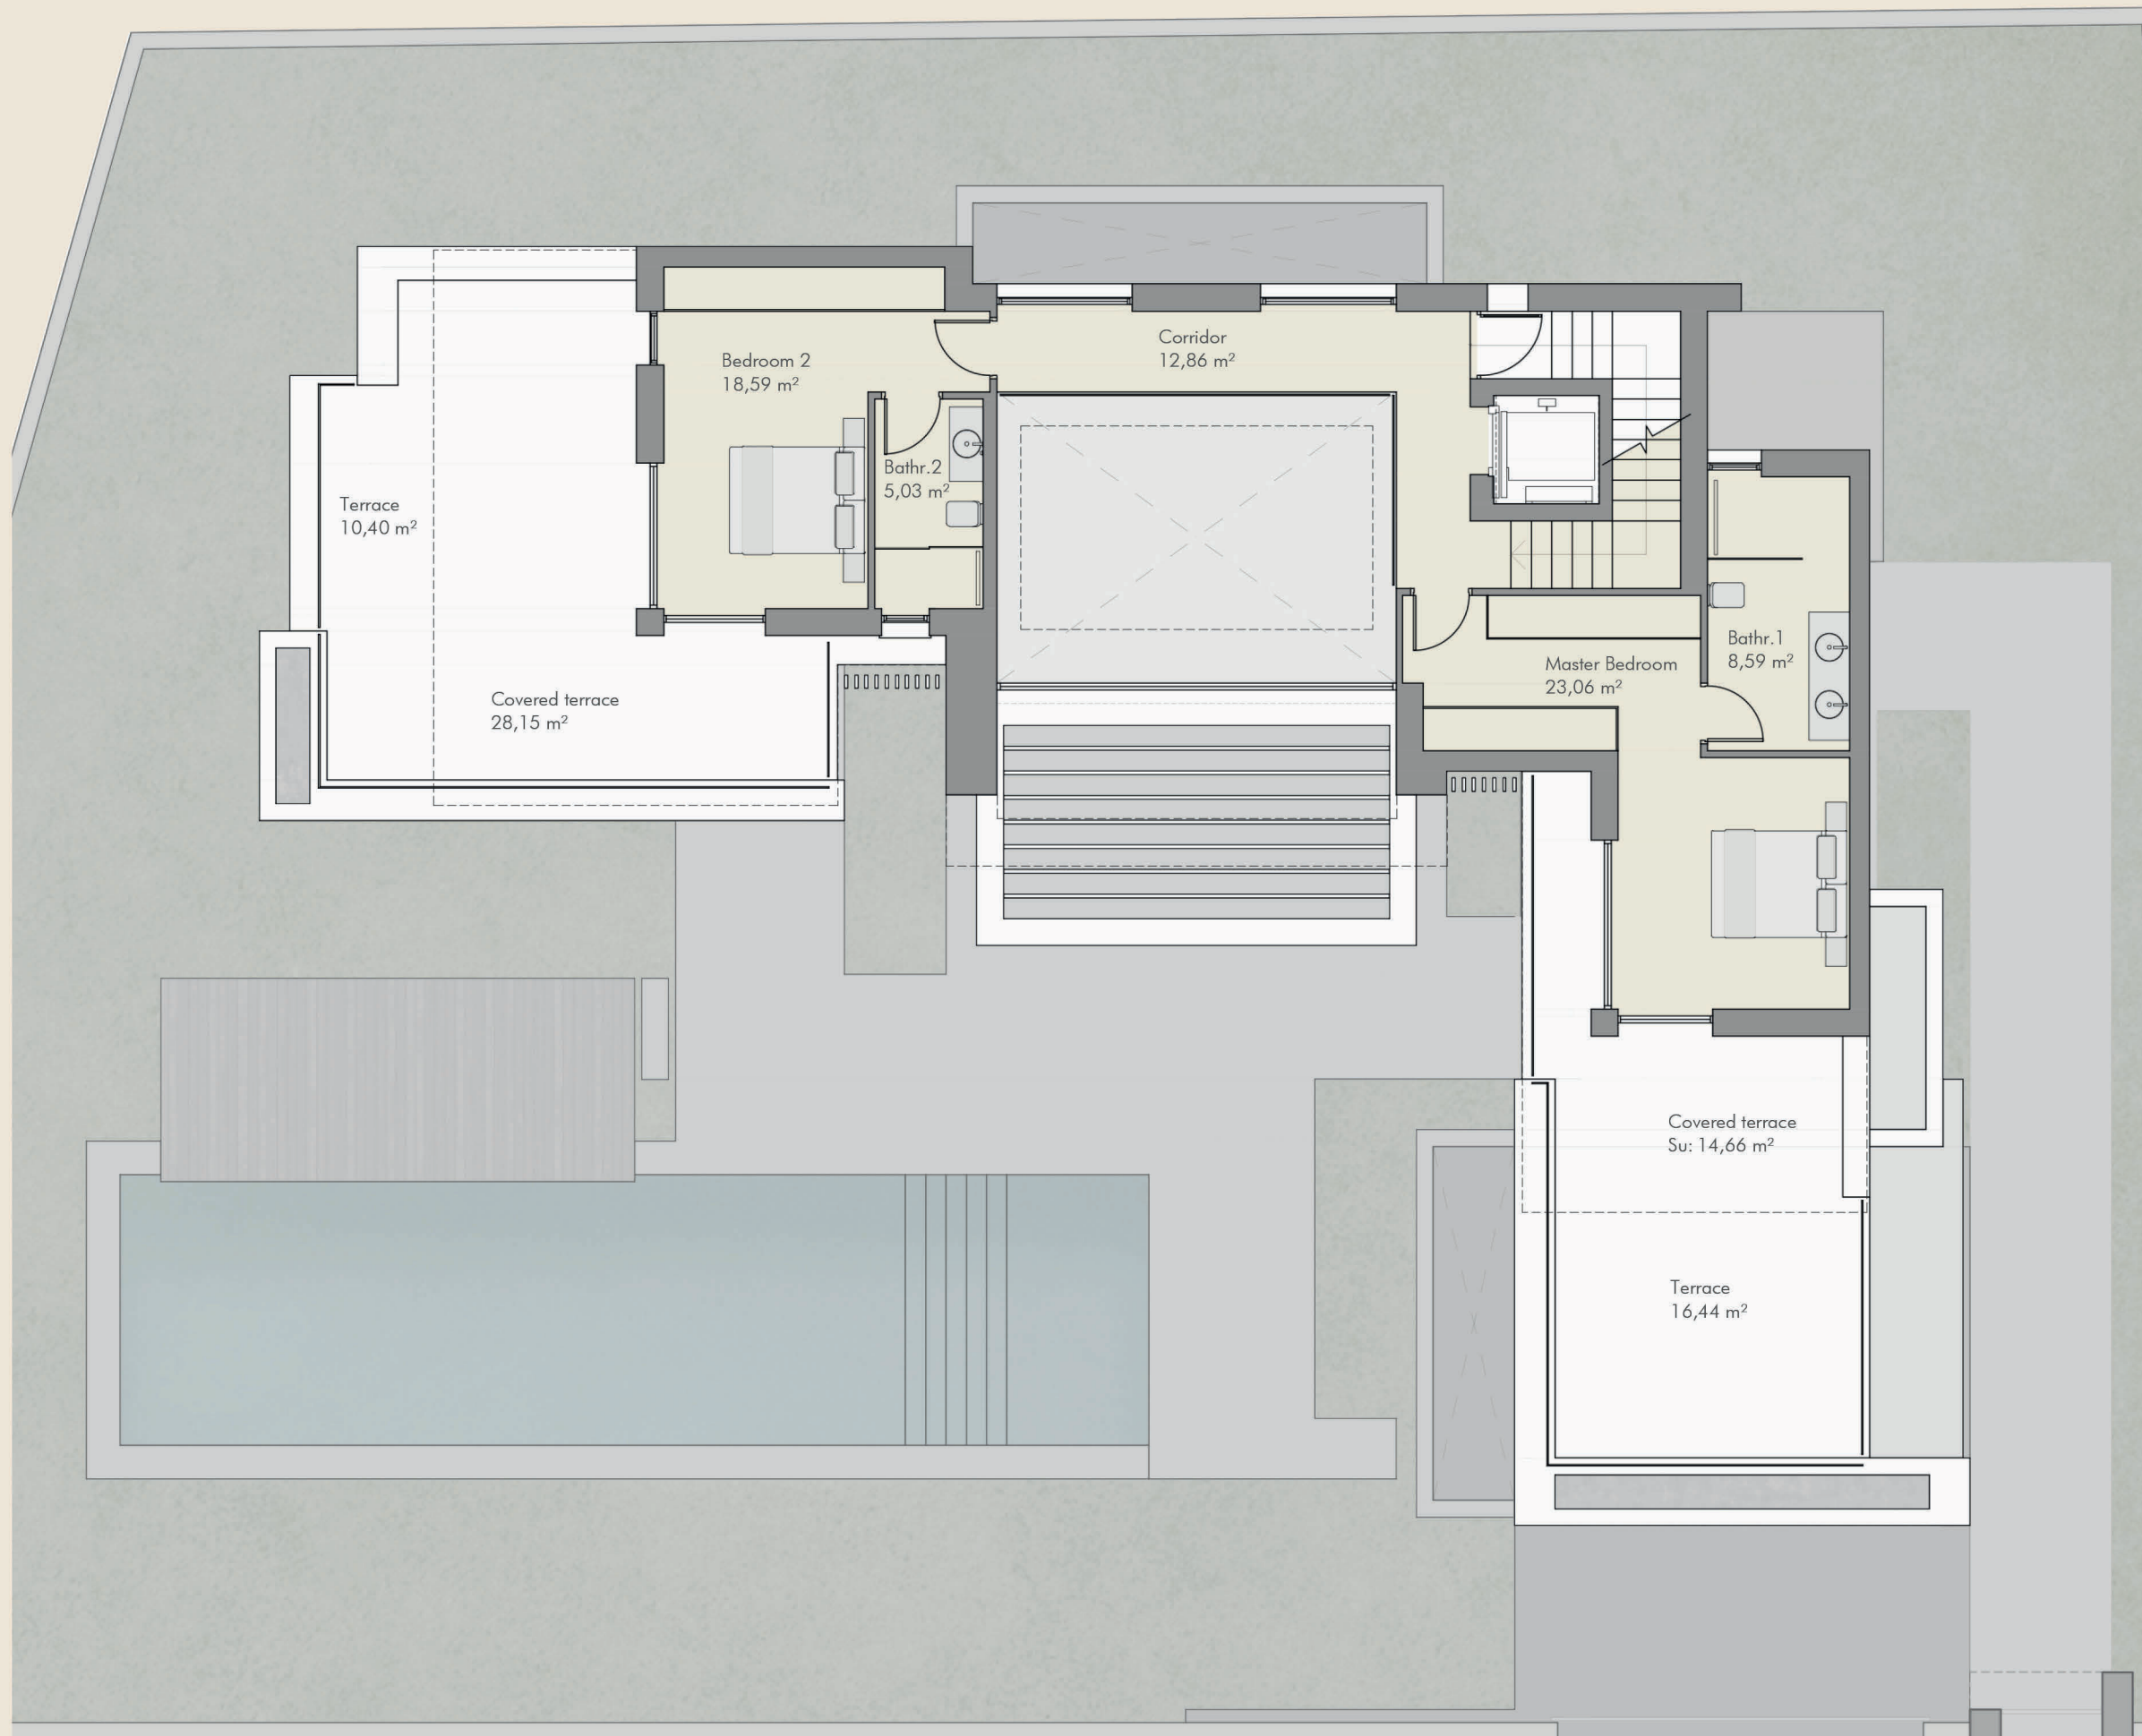 Corridor
12,86 m²
Bedroom 2
18,59 m²
Bathr.2
5,03 m²
Terrace
10,40 m²
Bathr.1
8,59 m²
Master Bedroom
23,06 m²
Covered terrace
28,15 m²
Covered terrace
Su: 14,66 m²
Terrace
16,44 m²